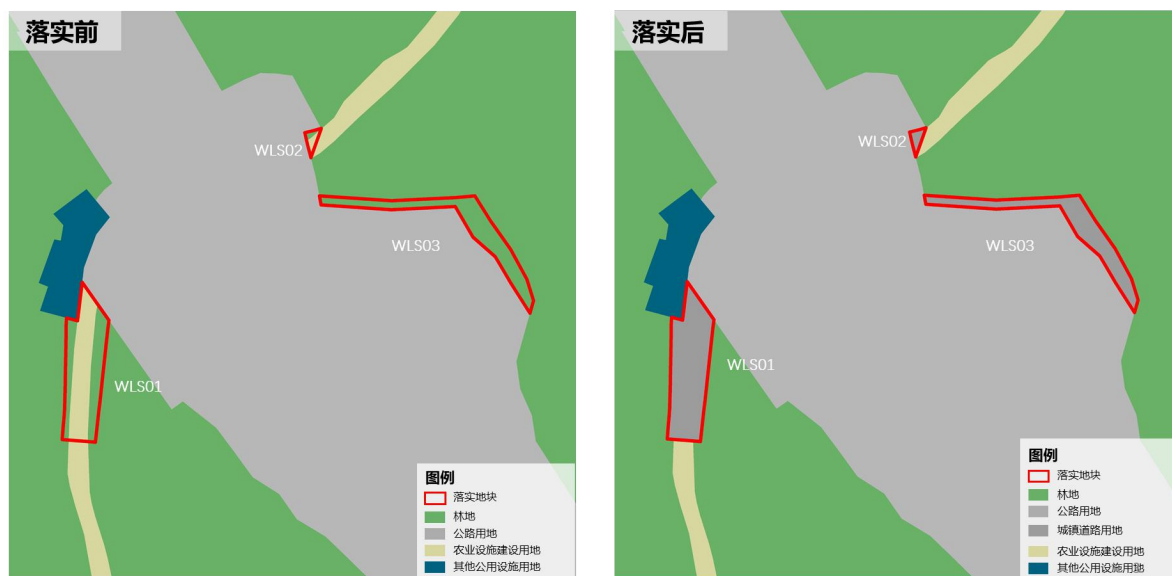 落实前
WLS02
WLS03
WLS01
图例
落实地块
林地
公路用地
农业设施建设用地
其他公用设施用地
落实后
WLS02
WLS03
WLS01
图例
落实地块
林地
公路用地
城镇道路用地
农业设施建设用地
其他公用设施用地